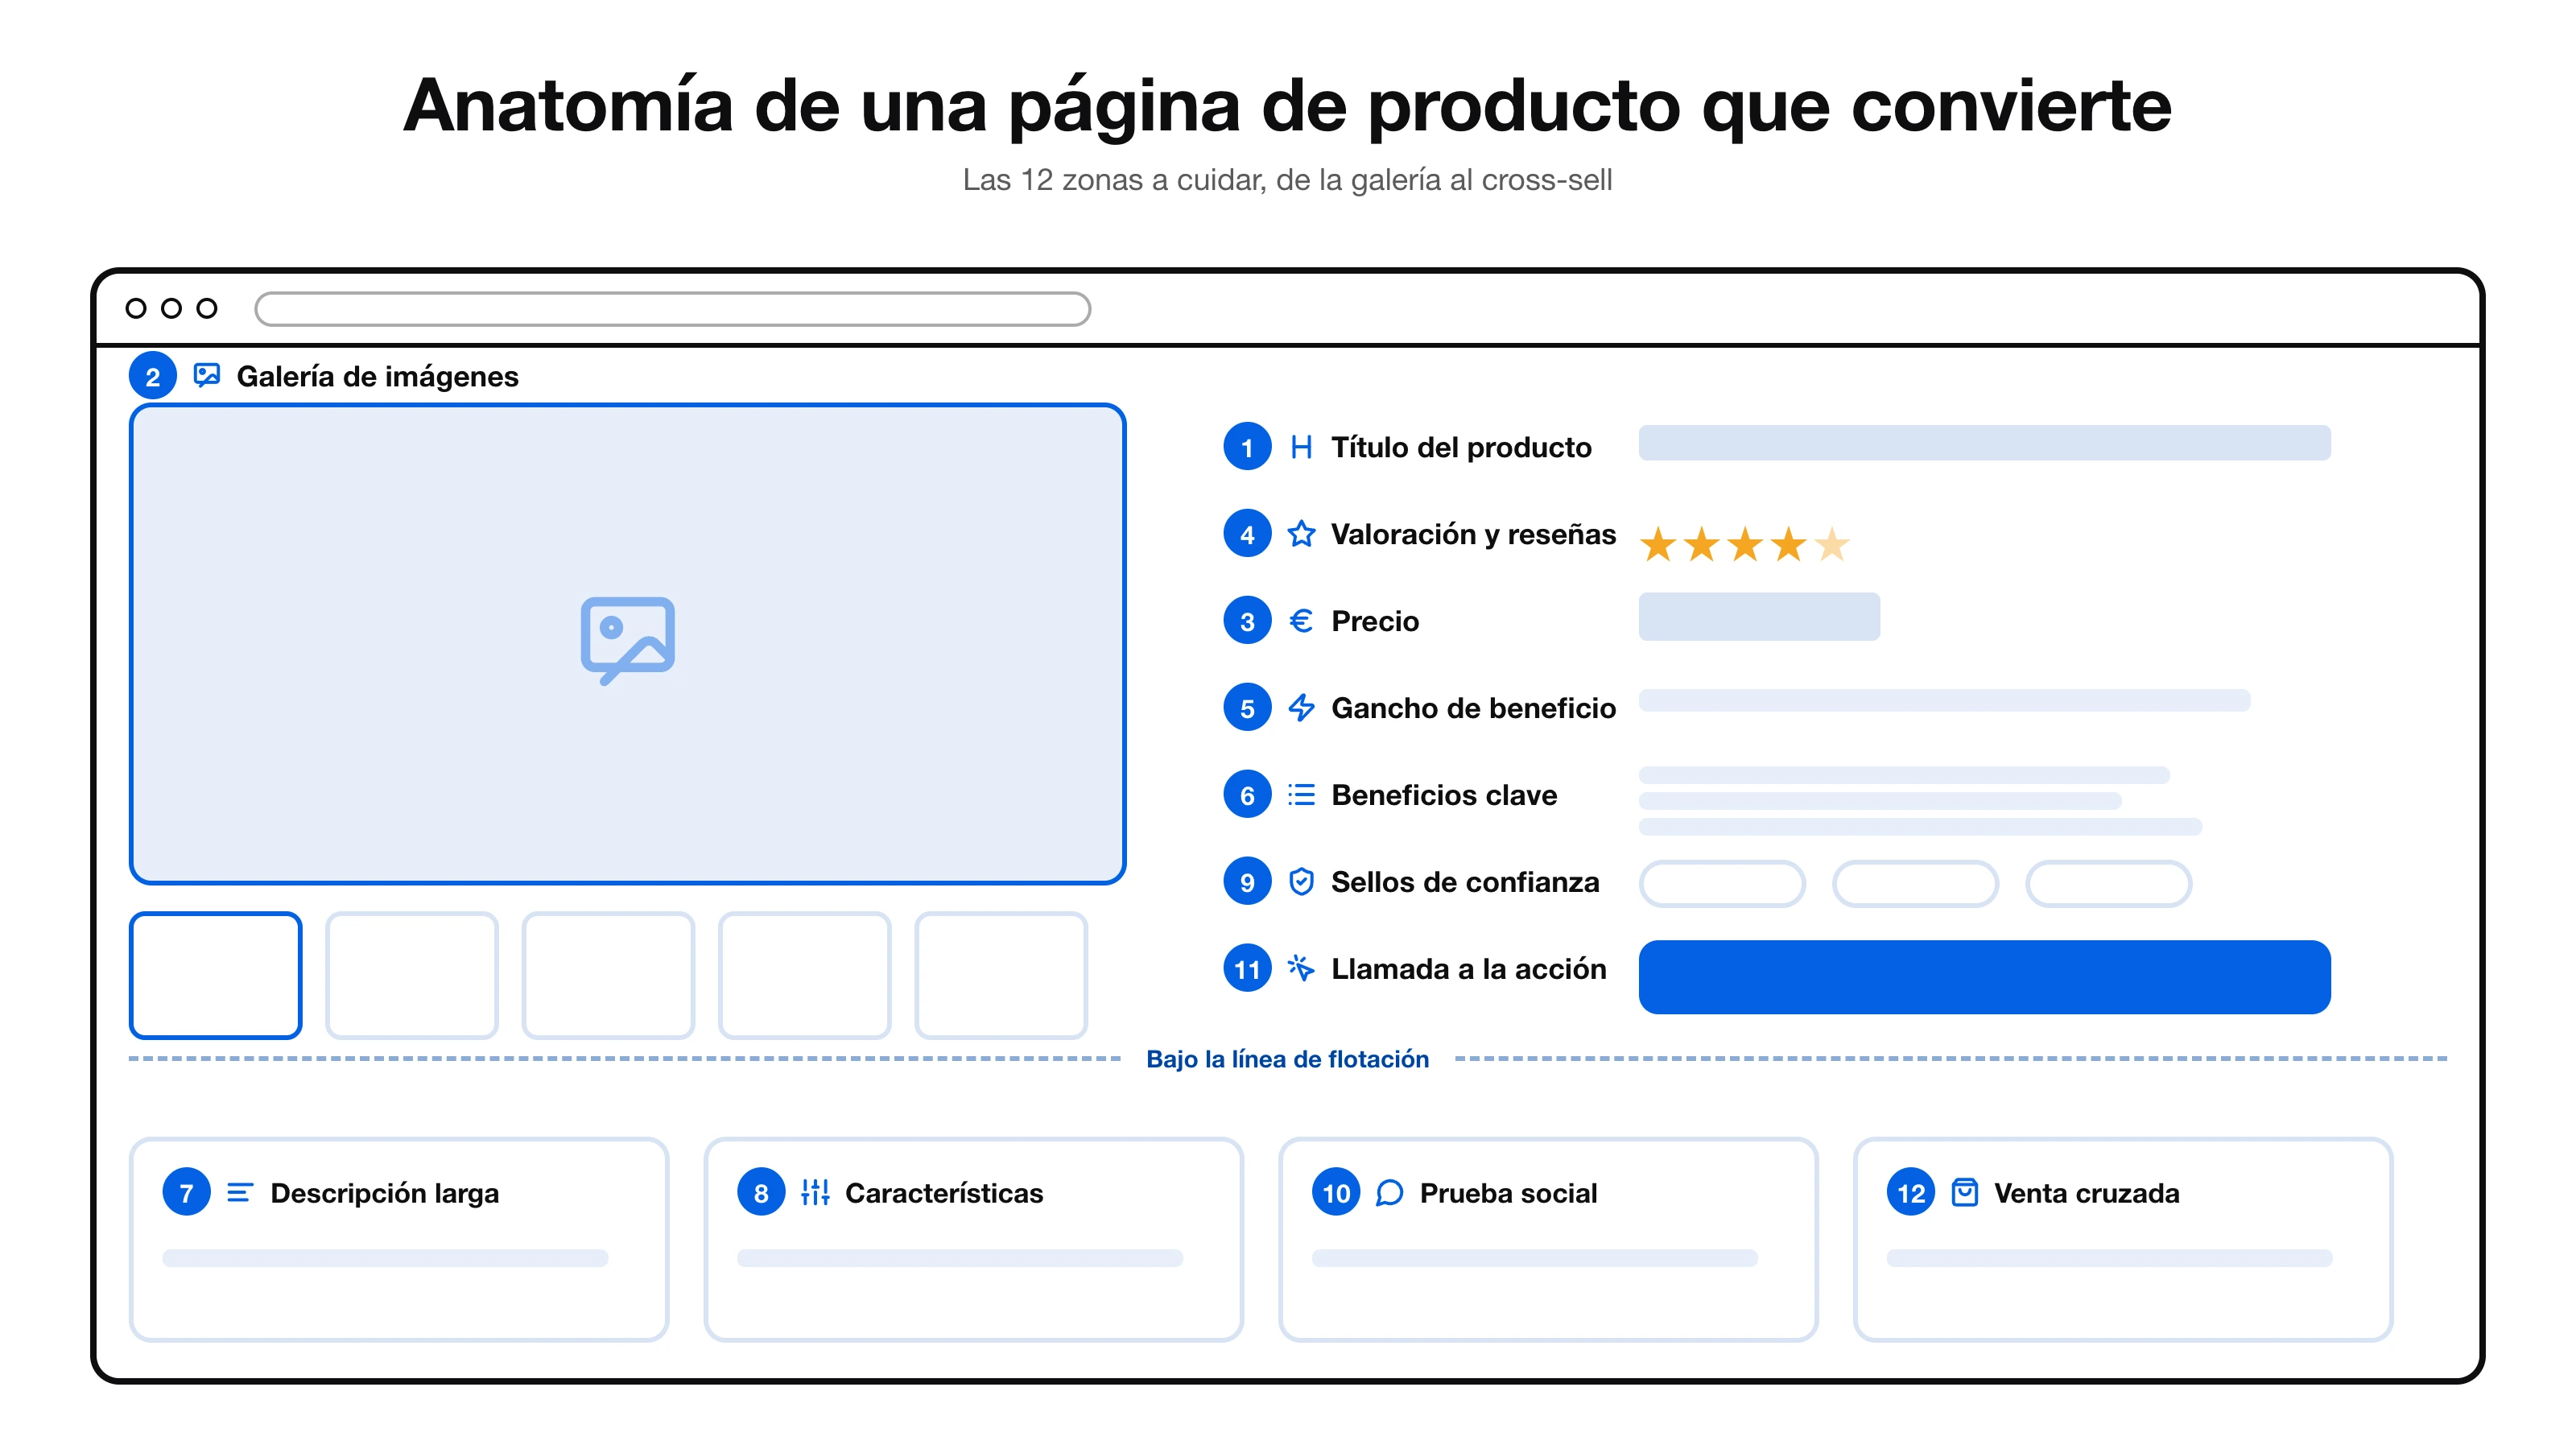 Anatomía de una página de producto que convierte
Las 12 zonas a cuidar, de la galería al cross-sell
2 Galería de imágenes
1 Título del producto
4 Valoración y reseñas
3 Precio
5 Gancho de beneficio
6 Beneficios clave
9 Sellos de confianza
11 Llamada a la acción
Bajo la línea de flotación
7 Descripción larga
8 Características
10 Prueba social
12 Venta cruzada